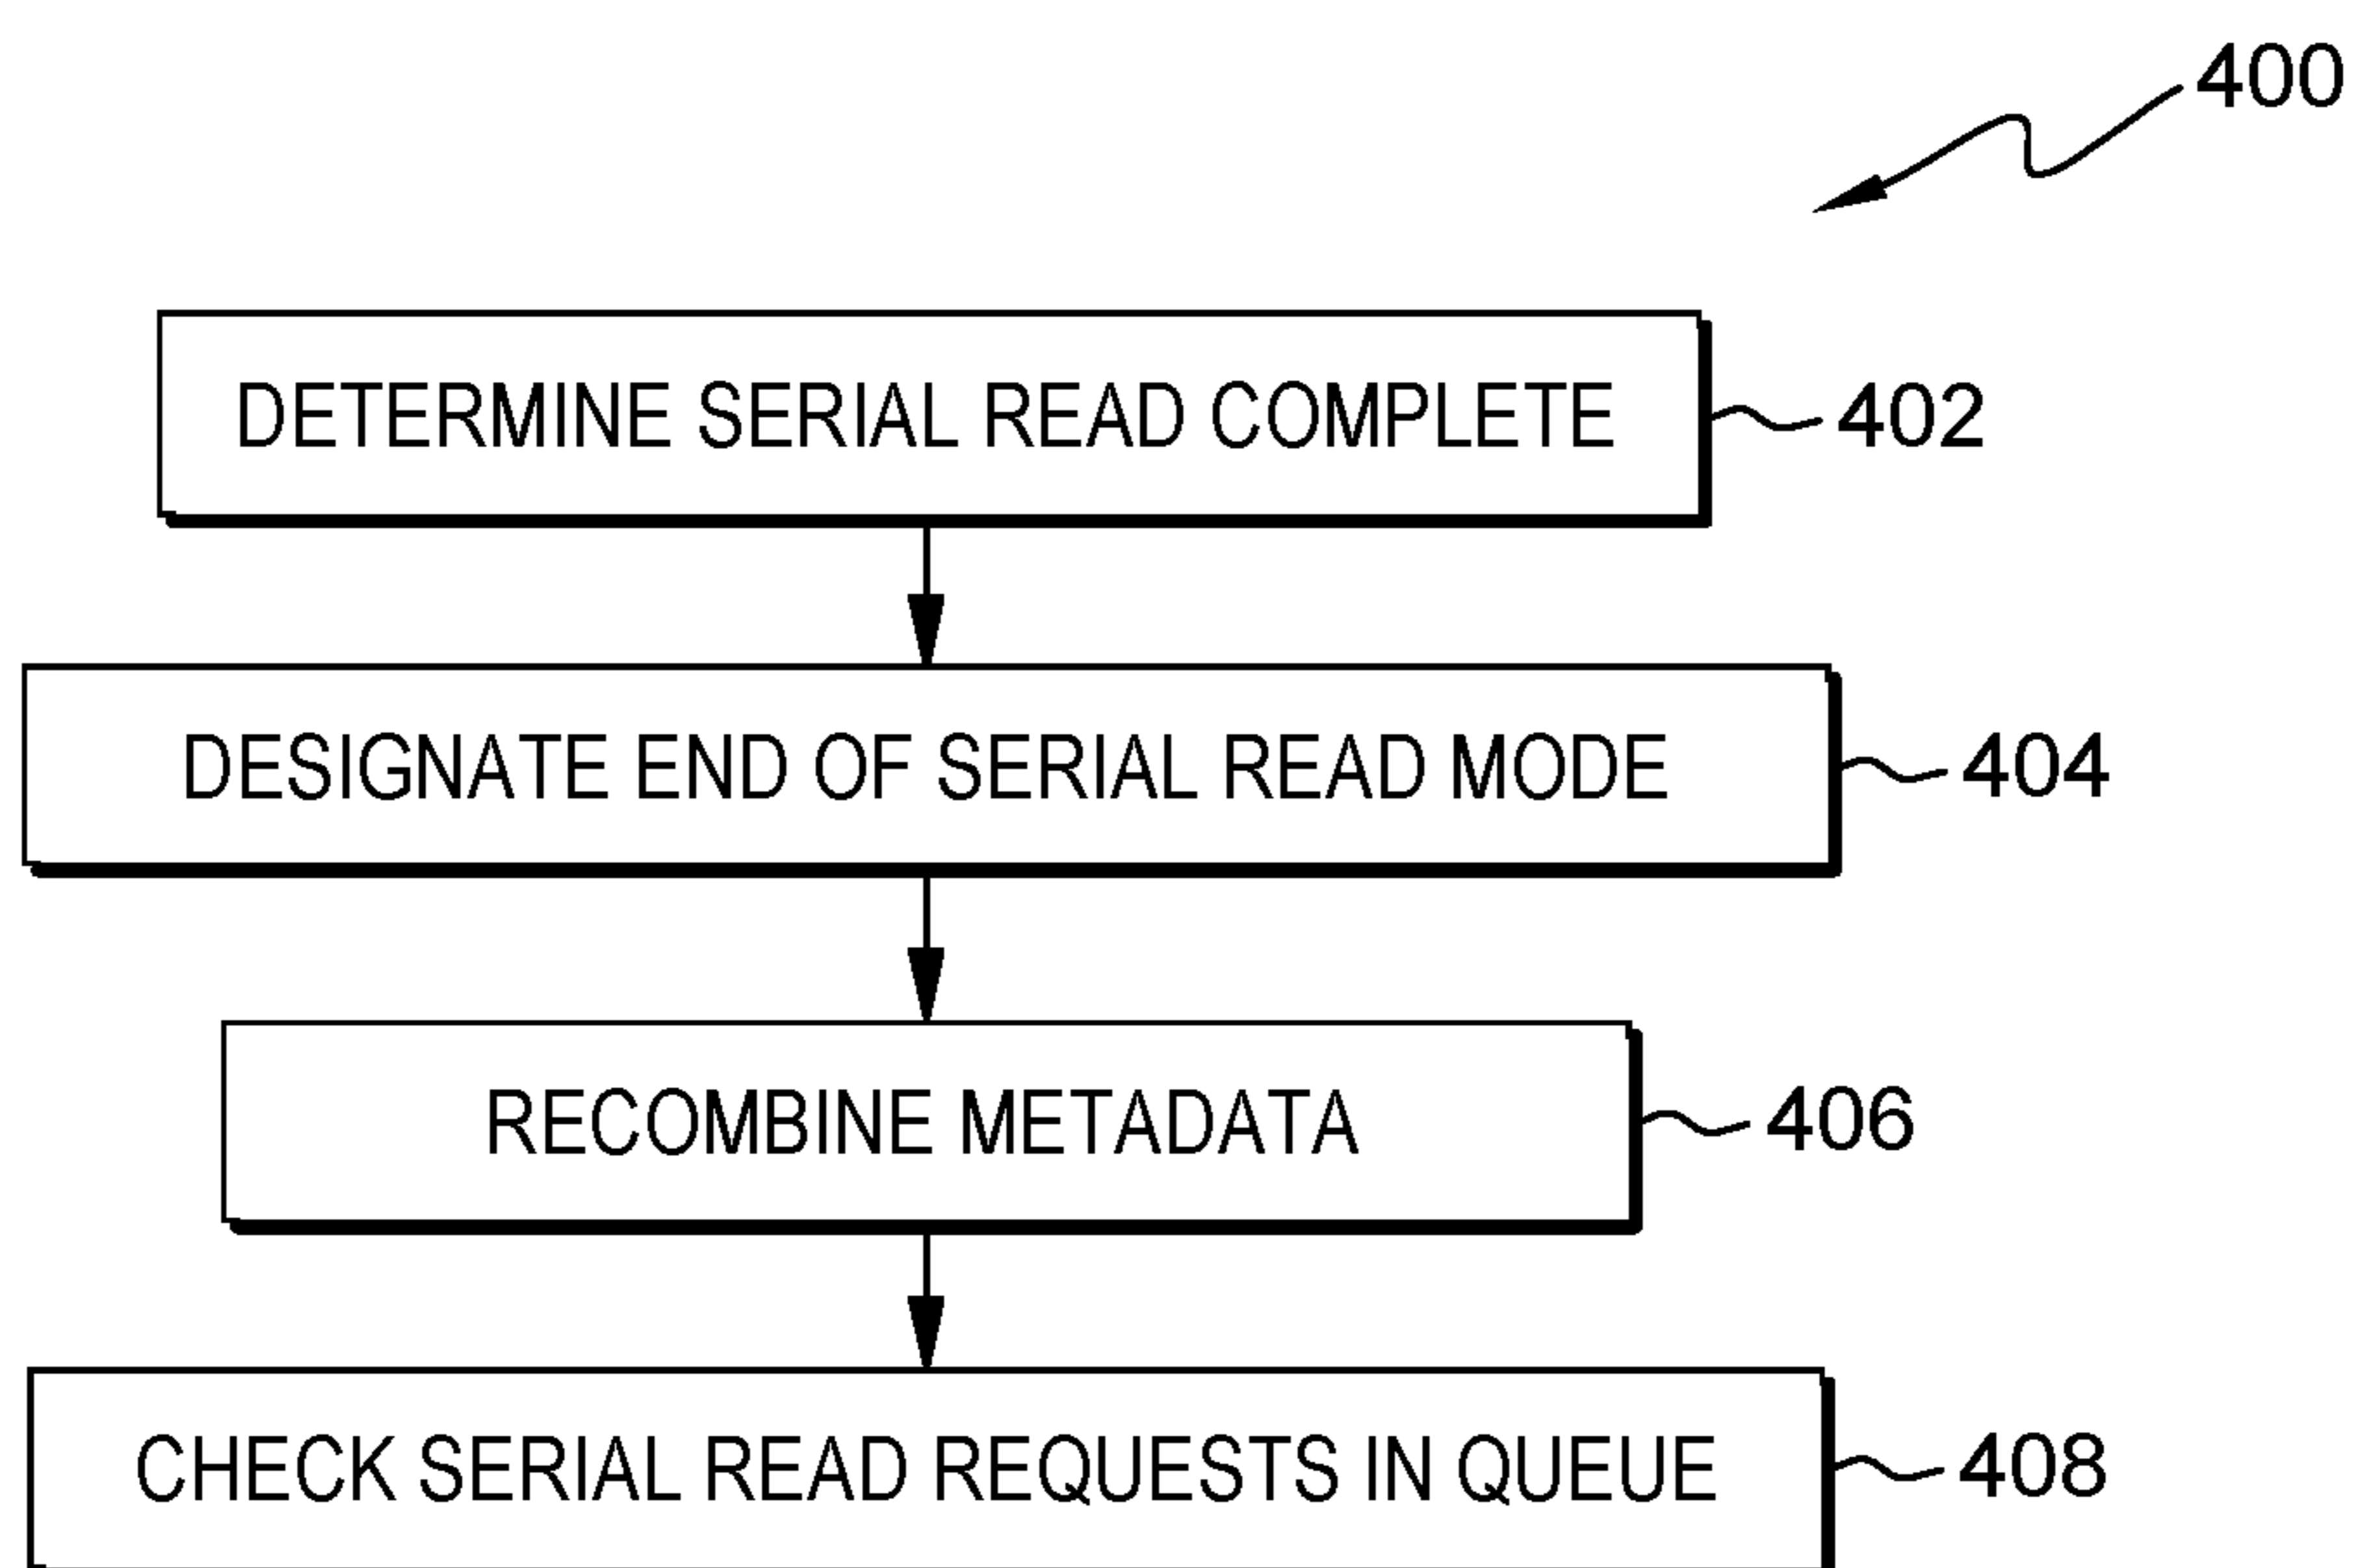 400
DETERMINE SERIAL READ COMPLETE 402
DESIGNATE END OF SERIAL READ MODE 404
RECOMBINE METADATA 406
CHECK SERIAL READ REQUESTS IN QUEUE 408